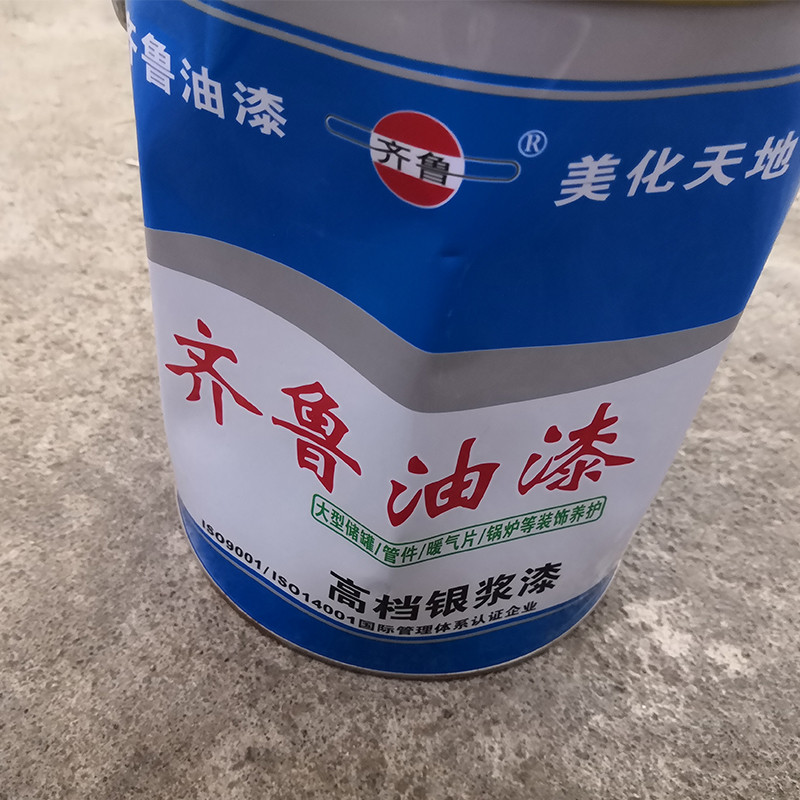 齐鲁油漆
齐鲁
®
美化天地
齐鲁油漆
大型储罐/管件/暖气片/锅炉等装饰养护
高档银浆漆
ISO9001/ISO14001国际管理体系认证企业